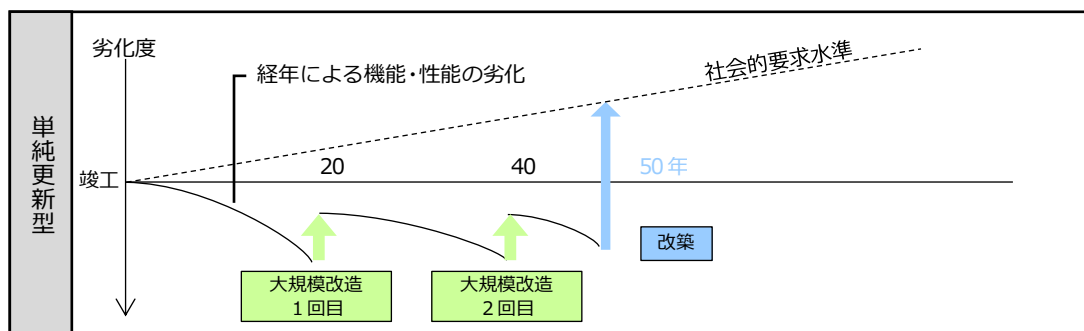 単純更新型
劣化度
経年による機能・性能の劣化
社会的要求水準
竣工
20
40
50年
大規模改造
1回目
大規模改造
2回目
改築